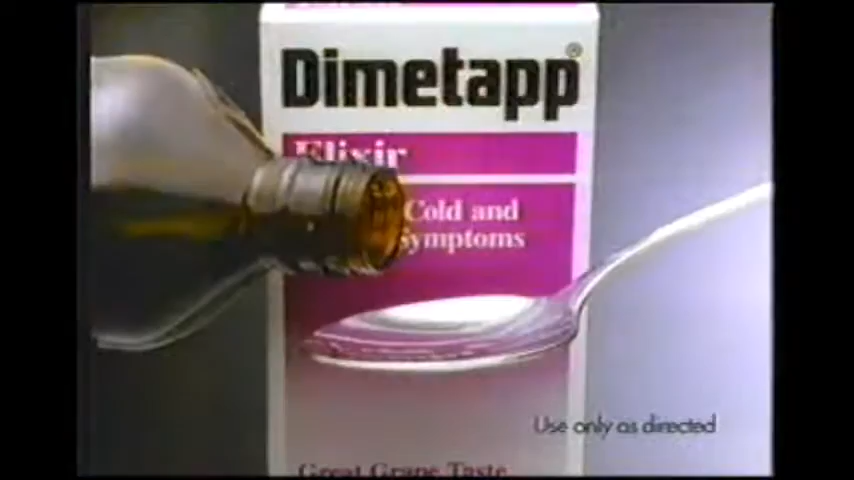 Dimetapp®
Elixir
Cold and
Symptoms
Use only as directed
Great Grape Taste